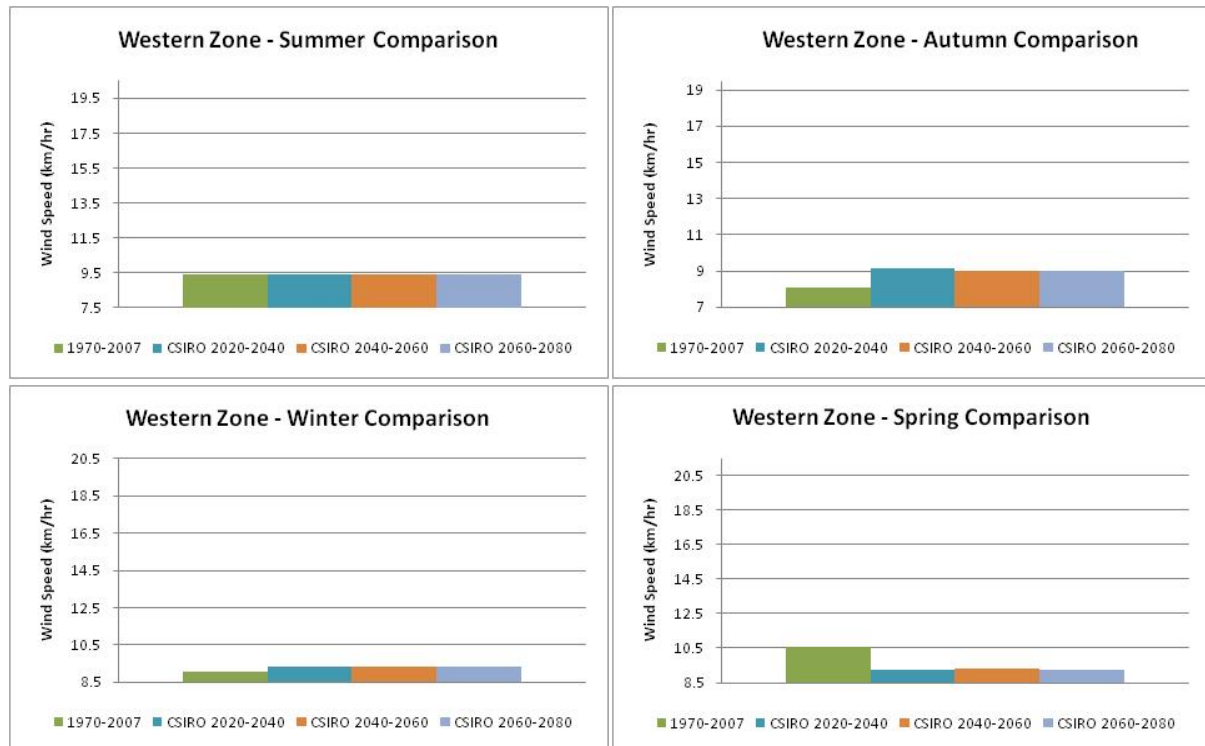 Western Zone - Summer Comparison
Wind Speed (km/hr)
19.5
17.5
15.5
13.5
11.5
9.5
7.5
1970-2007 CSIRO 2020-2040 CSIRO 2040-2060 CSIRO 2060-2080
Western Zone - Autumn Comparison
Wind Speed (km/hr)
19
17
15
13
11
9
7
1970-2007 CSIRO 2020-2040 CSIRO 2040-2060 CSIRO 2060-2080
Western Zone - Winter Comparison
Wind Speed (km/hr)
20.5
18.5
16.5
14.5
12.5
10.5
8.5
1970-2007 CSIRO 2020-2040 CSIRO 2040-2060 CSIRO 2060-2080
Western Zone - Spring Comparison
Wind Speed (km/hr)
20.5
18.5
16.5
14.5
12.5
10.5
8.5
1970-2007 CSIRO 2020-2040 CSIRO 2040-2060 CSIRO 2060-2080